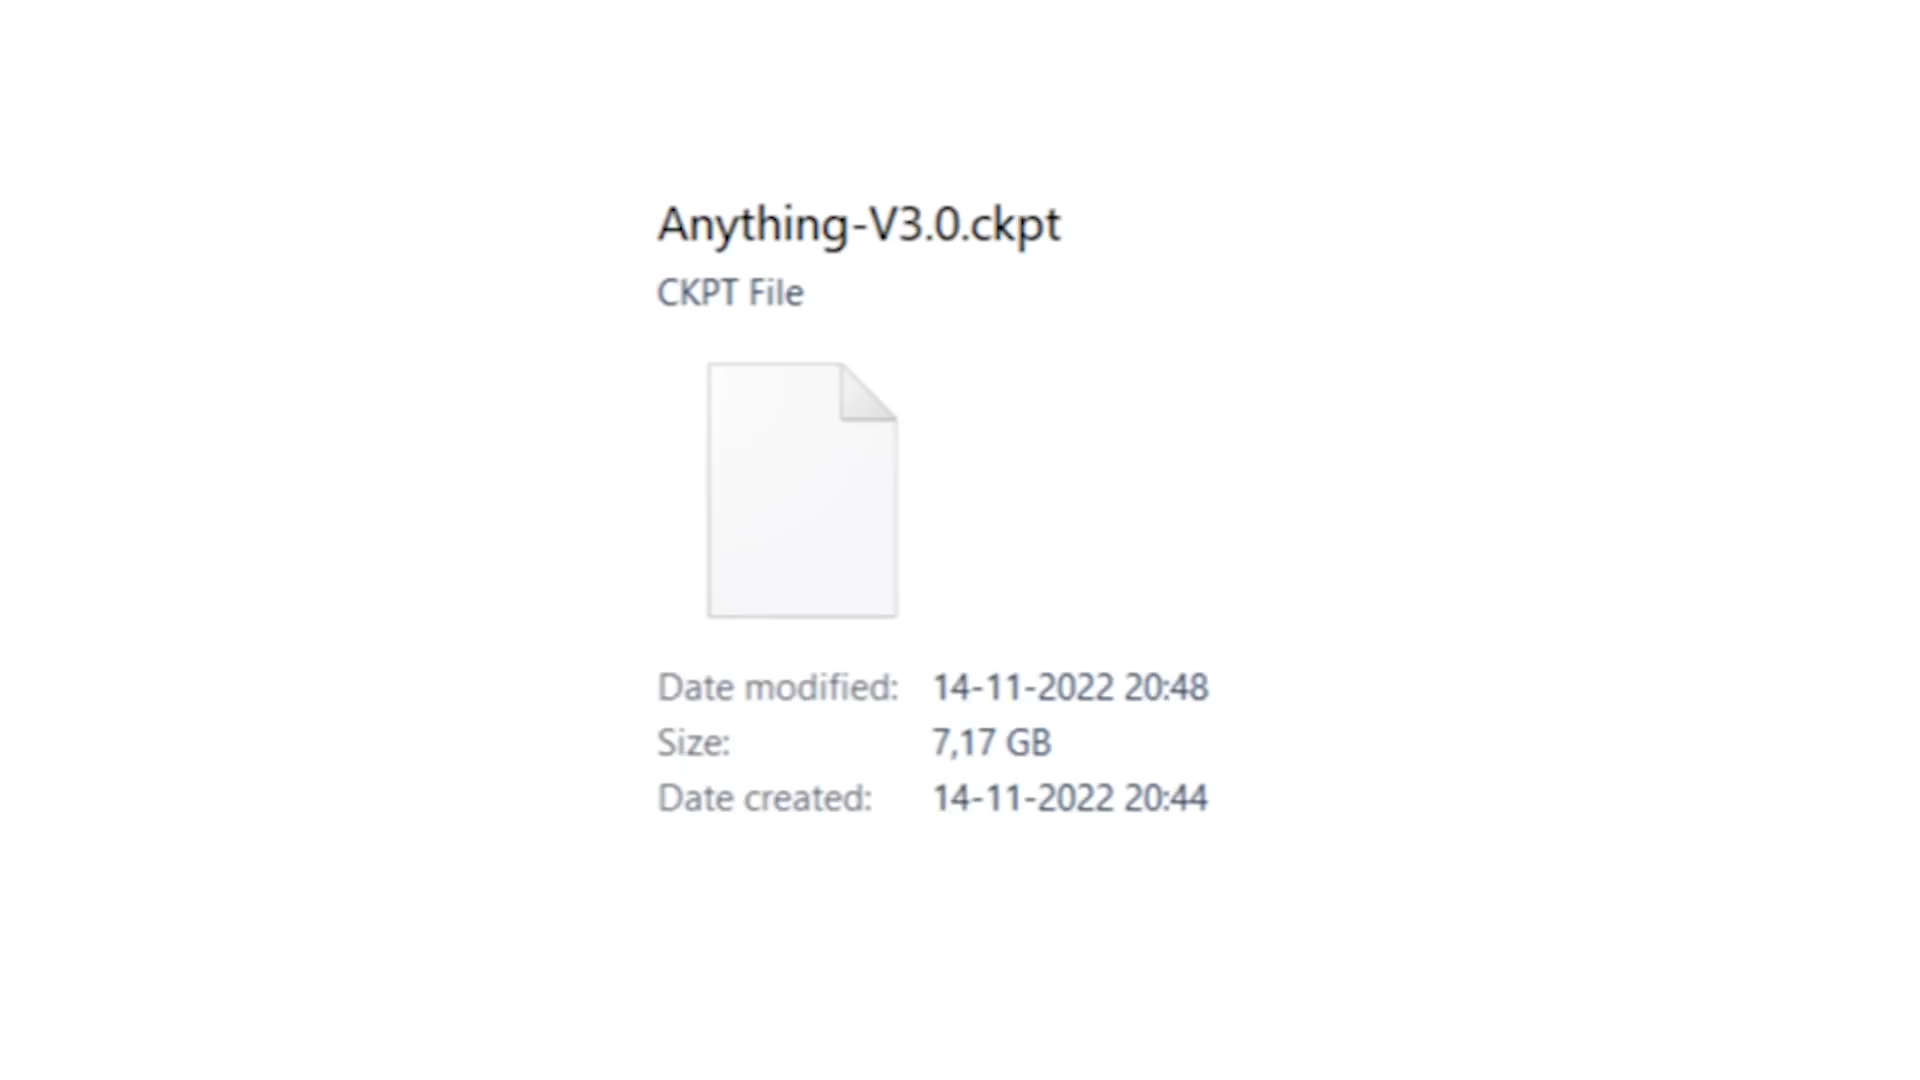 Anything-V3.0.ckpt
CKPT File
Date modified: 14-11-2022 20:48
Size: 7,17 GB
Date created: 14-11-2022 20:44